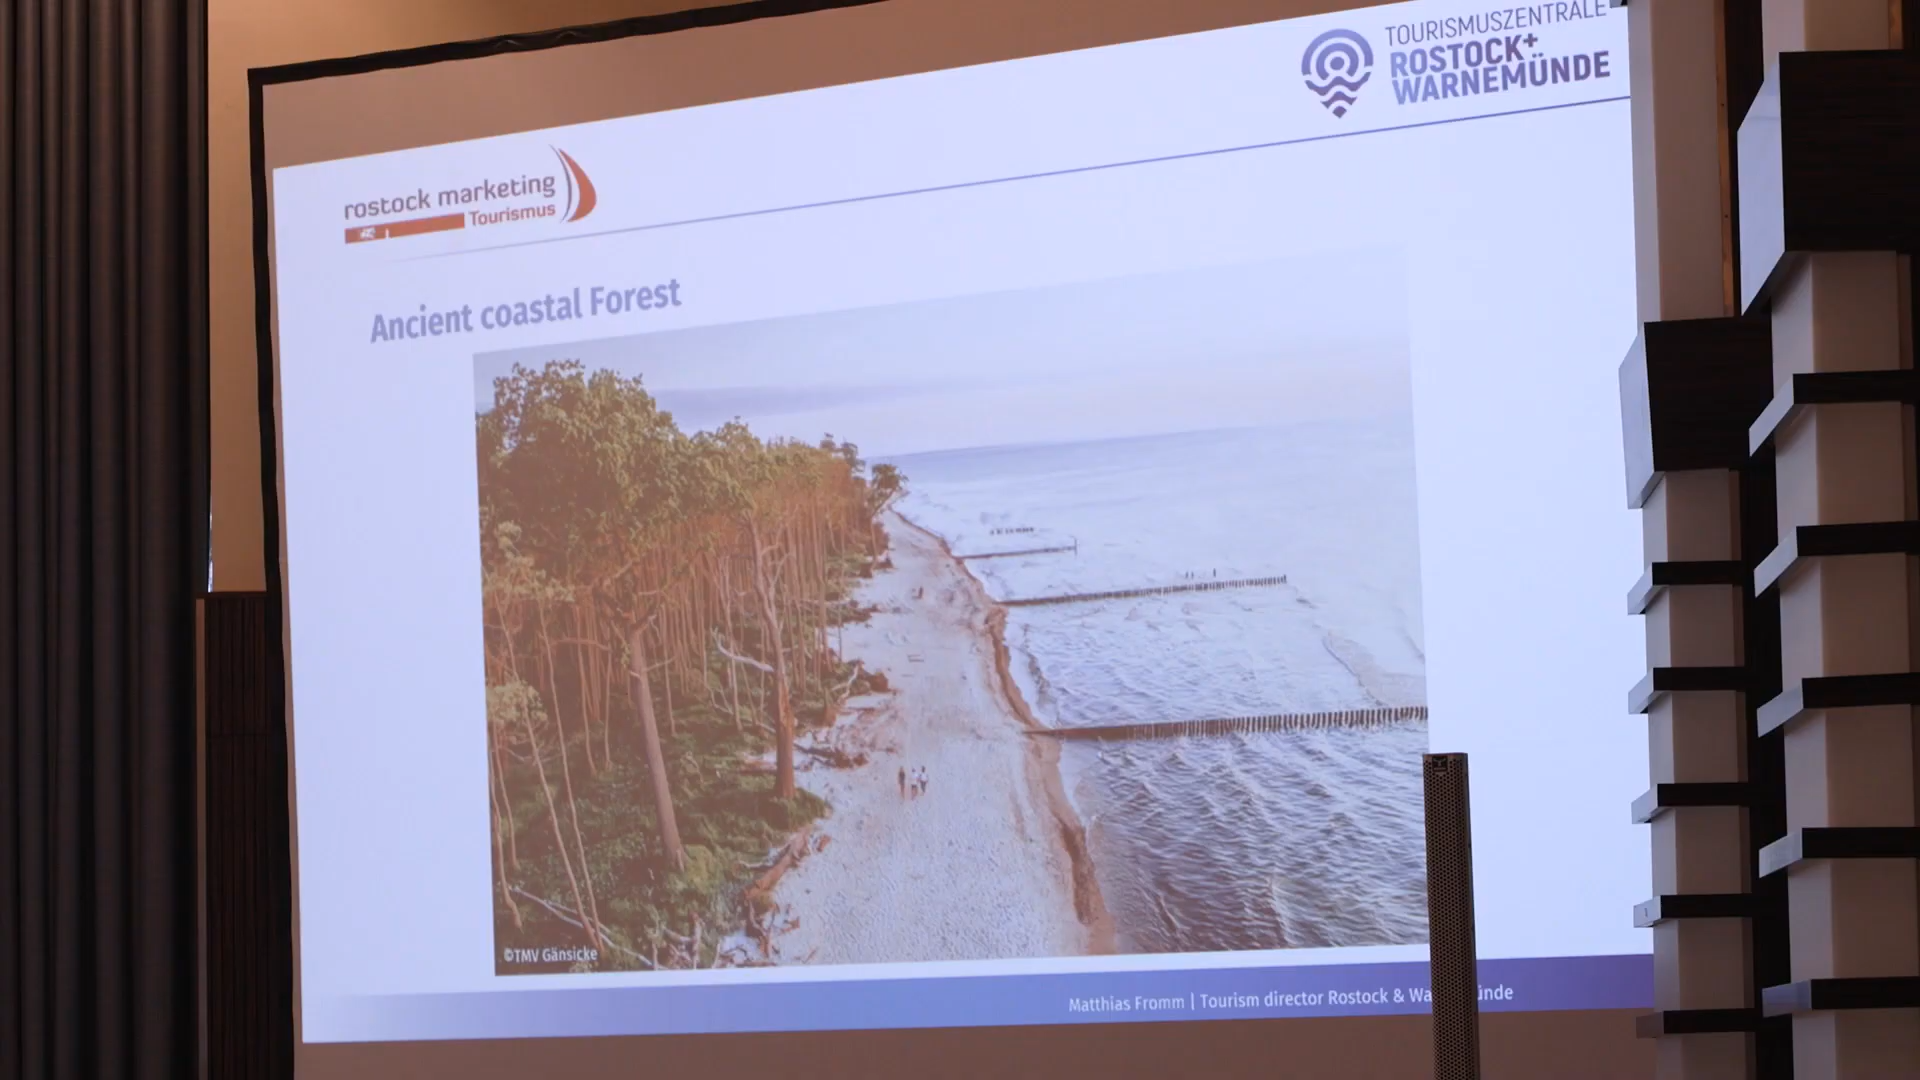 TOURISMUSZENTRALE
ROSTOCK+
WARNEMÜNDE
rostock marketing
Tourismus
Ancient coastal Forest
©TMV Gänsicke
Matthias Fromm | Tourism director Rostock & Wa ünde